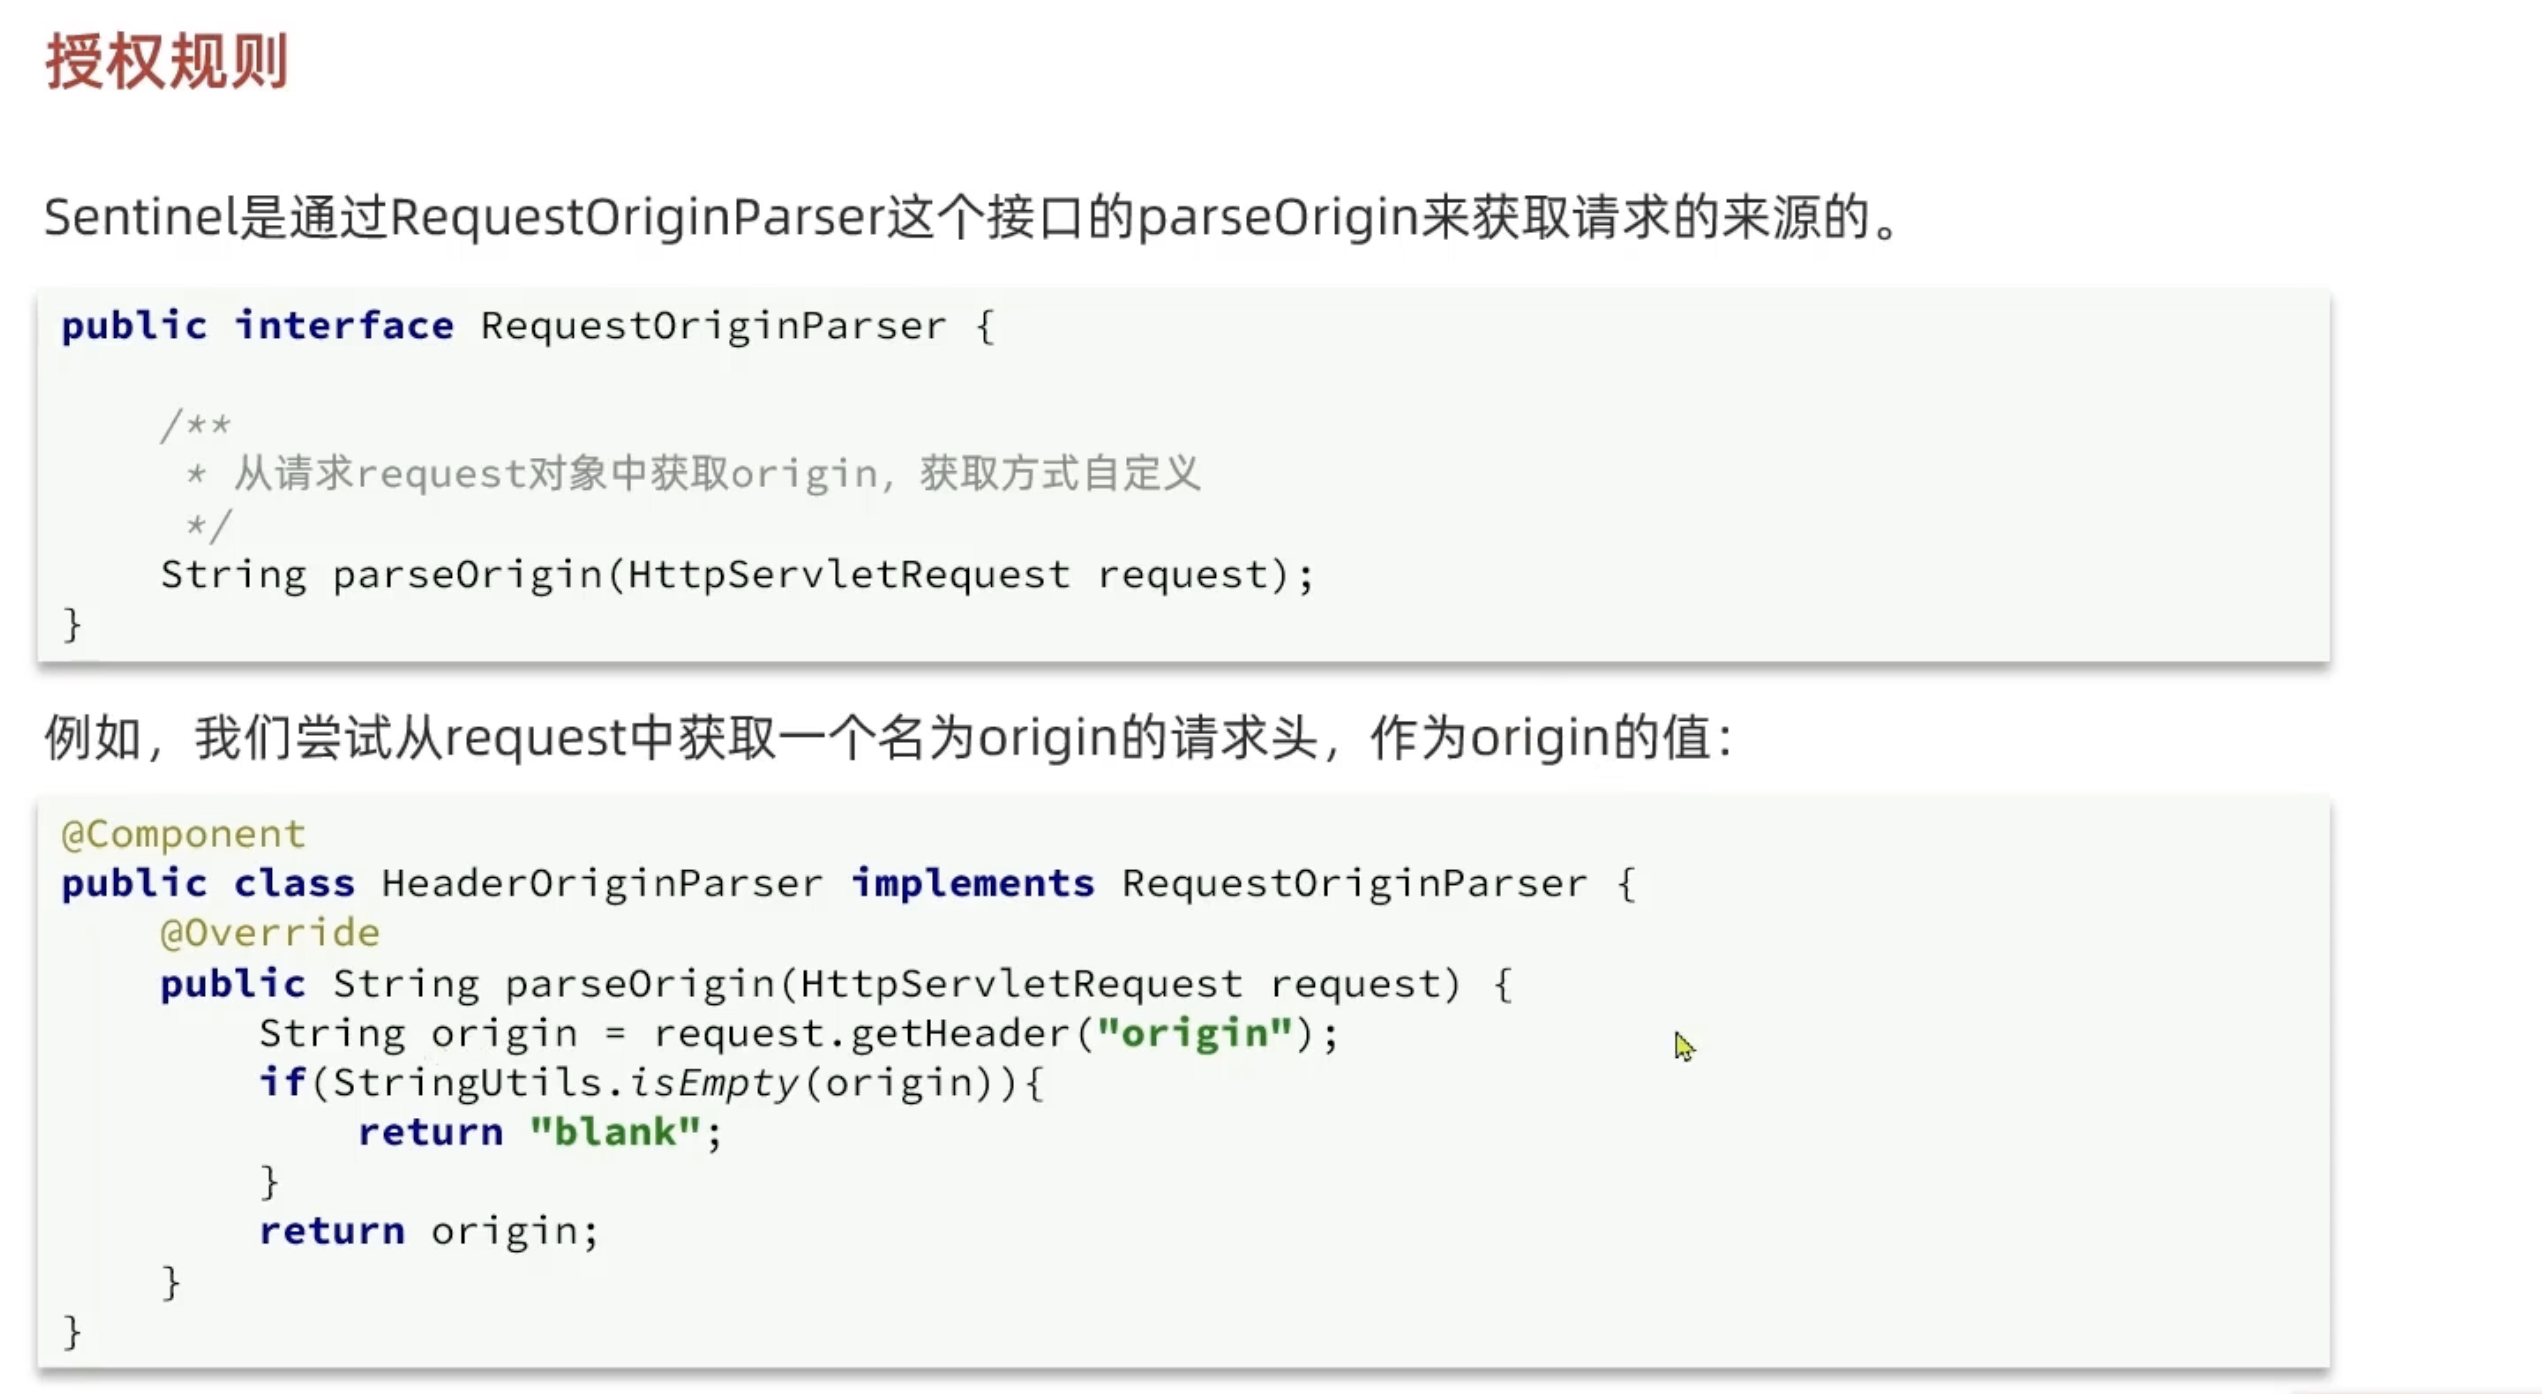 授权规则
Sentinel是通过RequestOriginParser这个接口的parseOrigin来获取请求的来源的。
public interface RequestOriginParser {
/**
* 从请求request对象中获取origin，获取方式自定义
*/
String parseOrigin(HttpServletRequest request);
}
例如，我们尝试从request中获取一个名为origin的请求头，作为origin的值：
@Component
public class HeaderOriginParser implements RequestOriginParser {
@Override
public String parseOrigin(HttpServletRequest request) {
String origin = request.getHeader("origin");
if(StringUtils.isEmpty(origin)){
return "blank";
}
return origin;
}
}